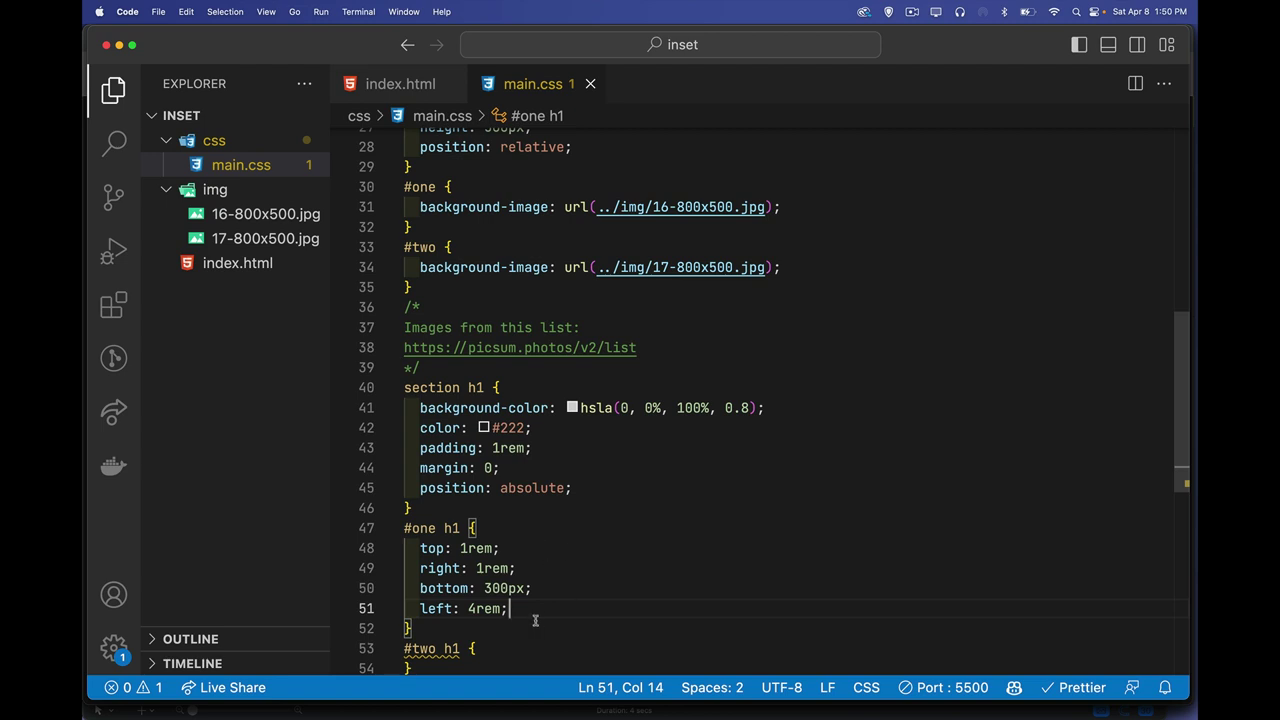 Code File Edit Selection View Go Run Terminal Window Help Sat Apr 8 1:50 PM
inset
EXPLORER
index.html
main.css 1
INSET
css > main.css > #one h1
css
main.css 1
img
16-800x500.jpg
17-800x500.jpg
index.html
27 height: 500px;
28 position: relative;
29 }
30 #one {
31 background-image: url(../img/16-800x500.jpg);
32 }
33 #two {
34 background-image: url(../img/17-800x500.jpg);
35 }
36 /*
37 Images from this list:
38 https://picsum.photos/v2/list
39 */
40 section h1 {
41 background-color: hsla(0, 0%, 100%, 0.8);
42 color: #222;
43 padding: 1rem;
44 margin: 0;
45 position: absolute;
46 }
47 #one h1 {
48 top: 1rem;
49 right: 1rem;
50 bottom: 300px;
51 left: 4rem;
52 }
53 #two h1 {
54 }
OUTLINE
TIMELINE
1
0 1 Live Share Ln 51, Col 14 Spaces: 2 UTF-8 LF CSS Port : 5500 Prettier
Duration: 4 secs